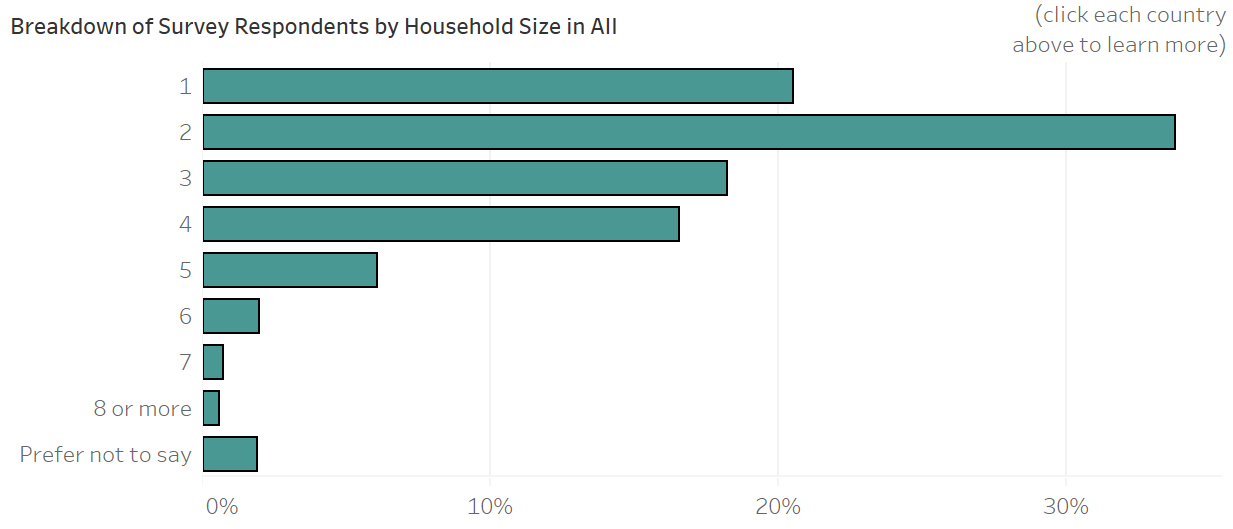 Breakdown of Survey Respondents by Household Size in All
(click each country
above to learn more)
1
2
3
4
5
6
7
8 or more
Prefer not to say
0% 10% 20% 30%